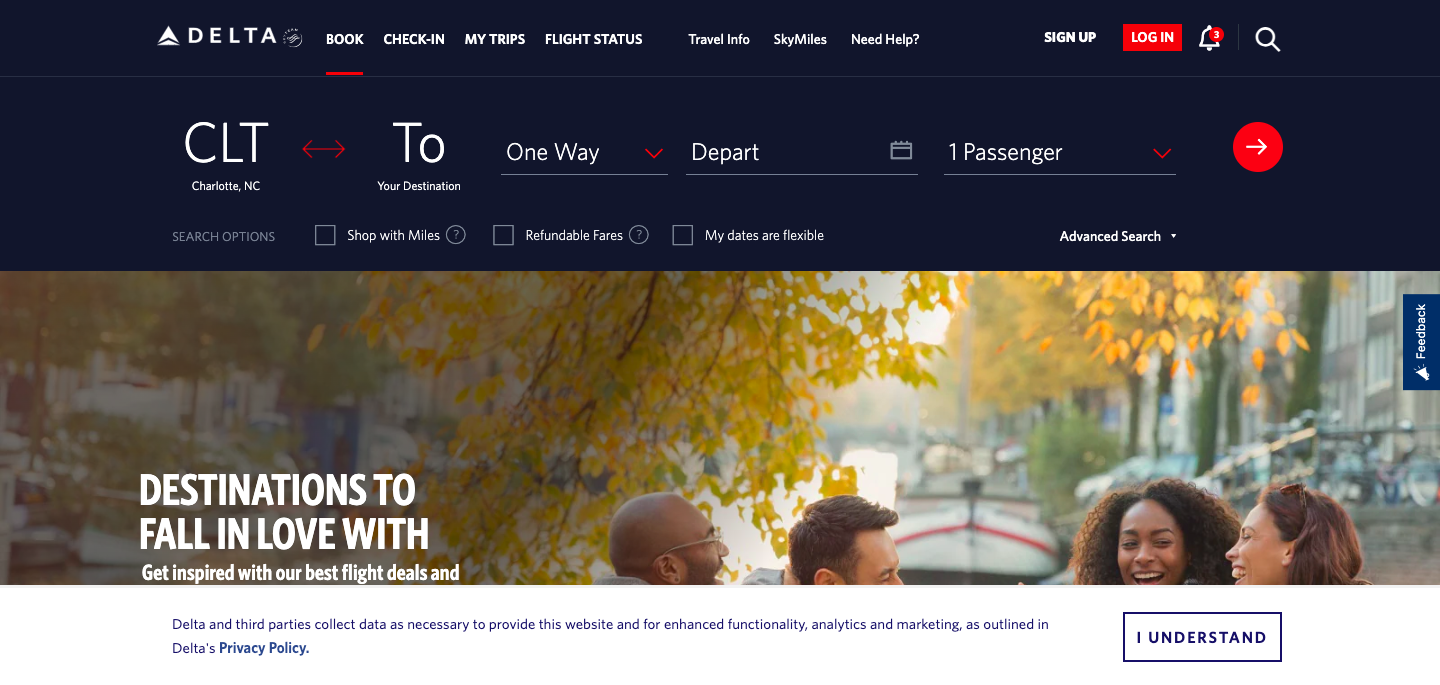 DELTA
BOOK CHECK-IN MY TRIPS FLIGHT STATUS Travel Info SkyMiles Need Help? SIGN UP LOG IN 3
CLT To One Way Depart 1 Passenger
Charlotte, NC Your Destination
SEARCH OPTIONS Shop with Miles ? Refundable Fares ? My dates are flexible Advanced Search
Feedback
DESTINATIONS TO
FALL IN LOVE WITH
Get inspired with our best flight deals and
Delta and third parties collect data as necessary to provide this website and for enhanced functionality, analytics and marketing, as outlined in
Delta's Privacy Policy.
I UNDERSTAND